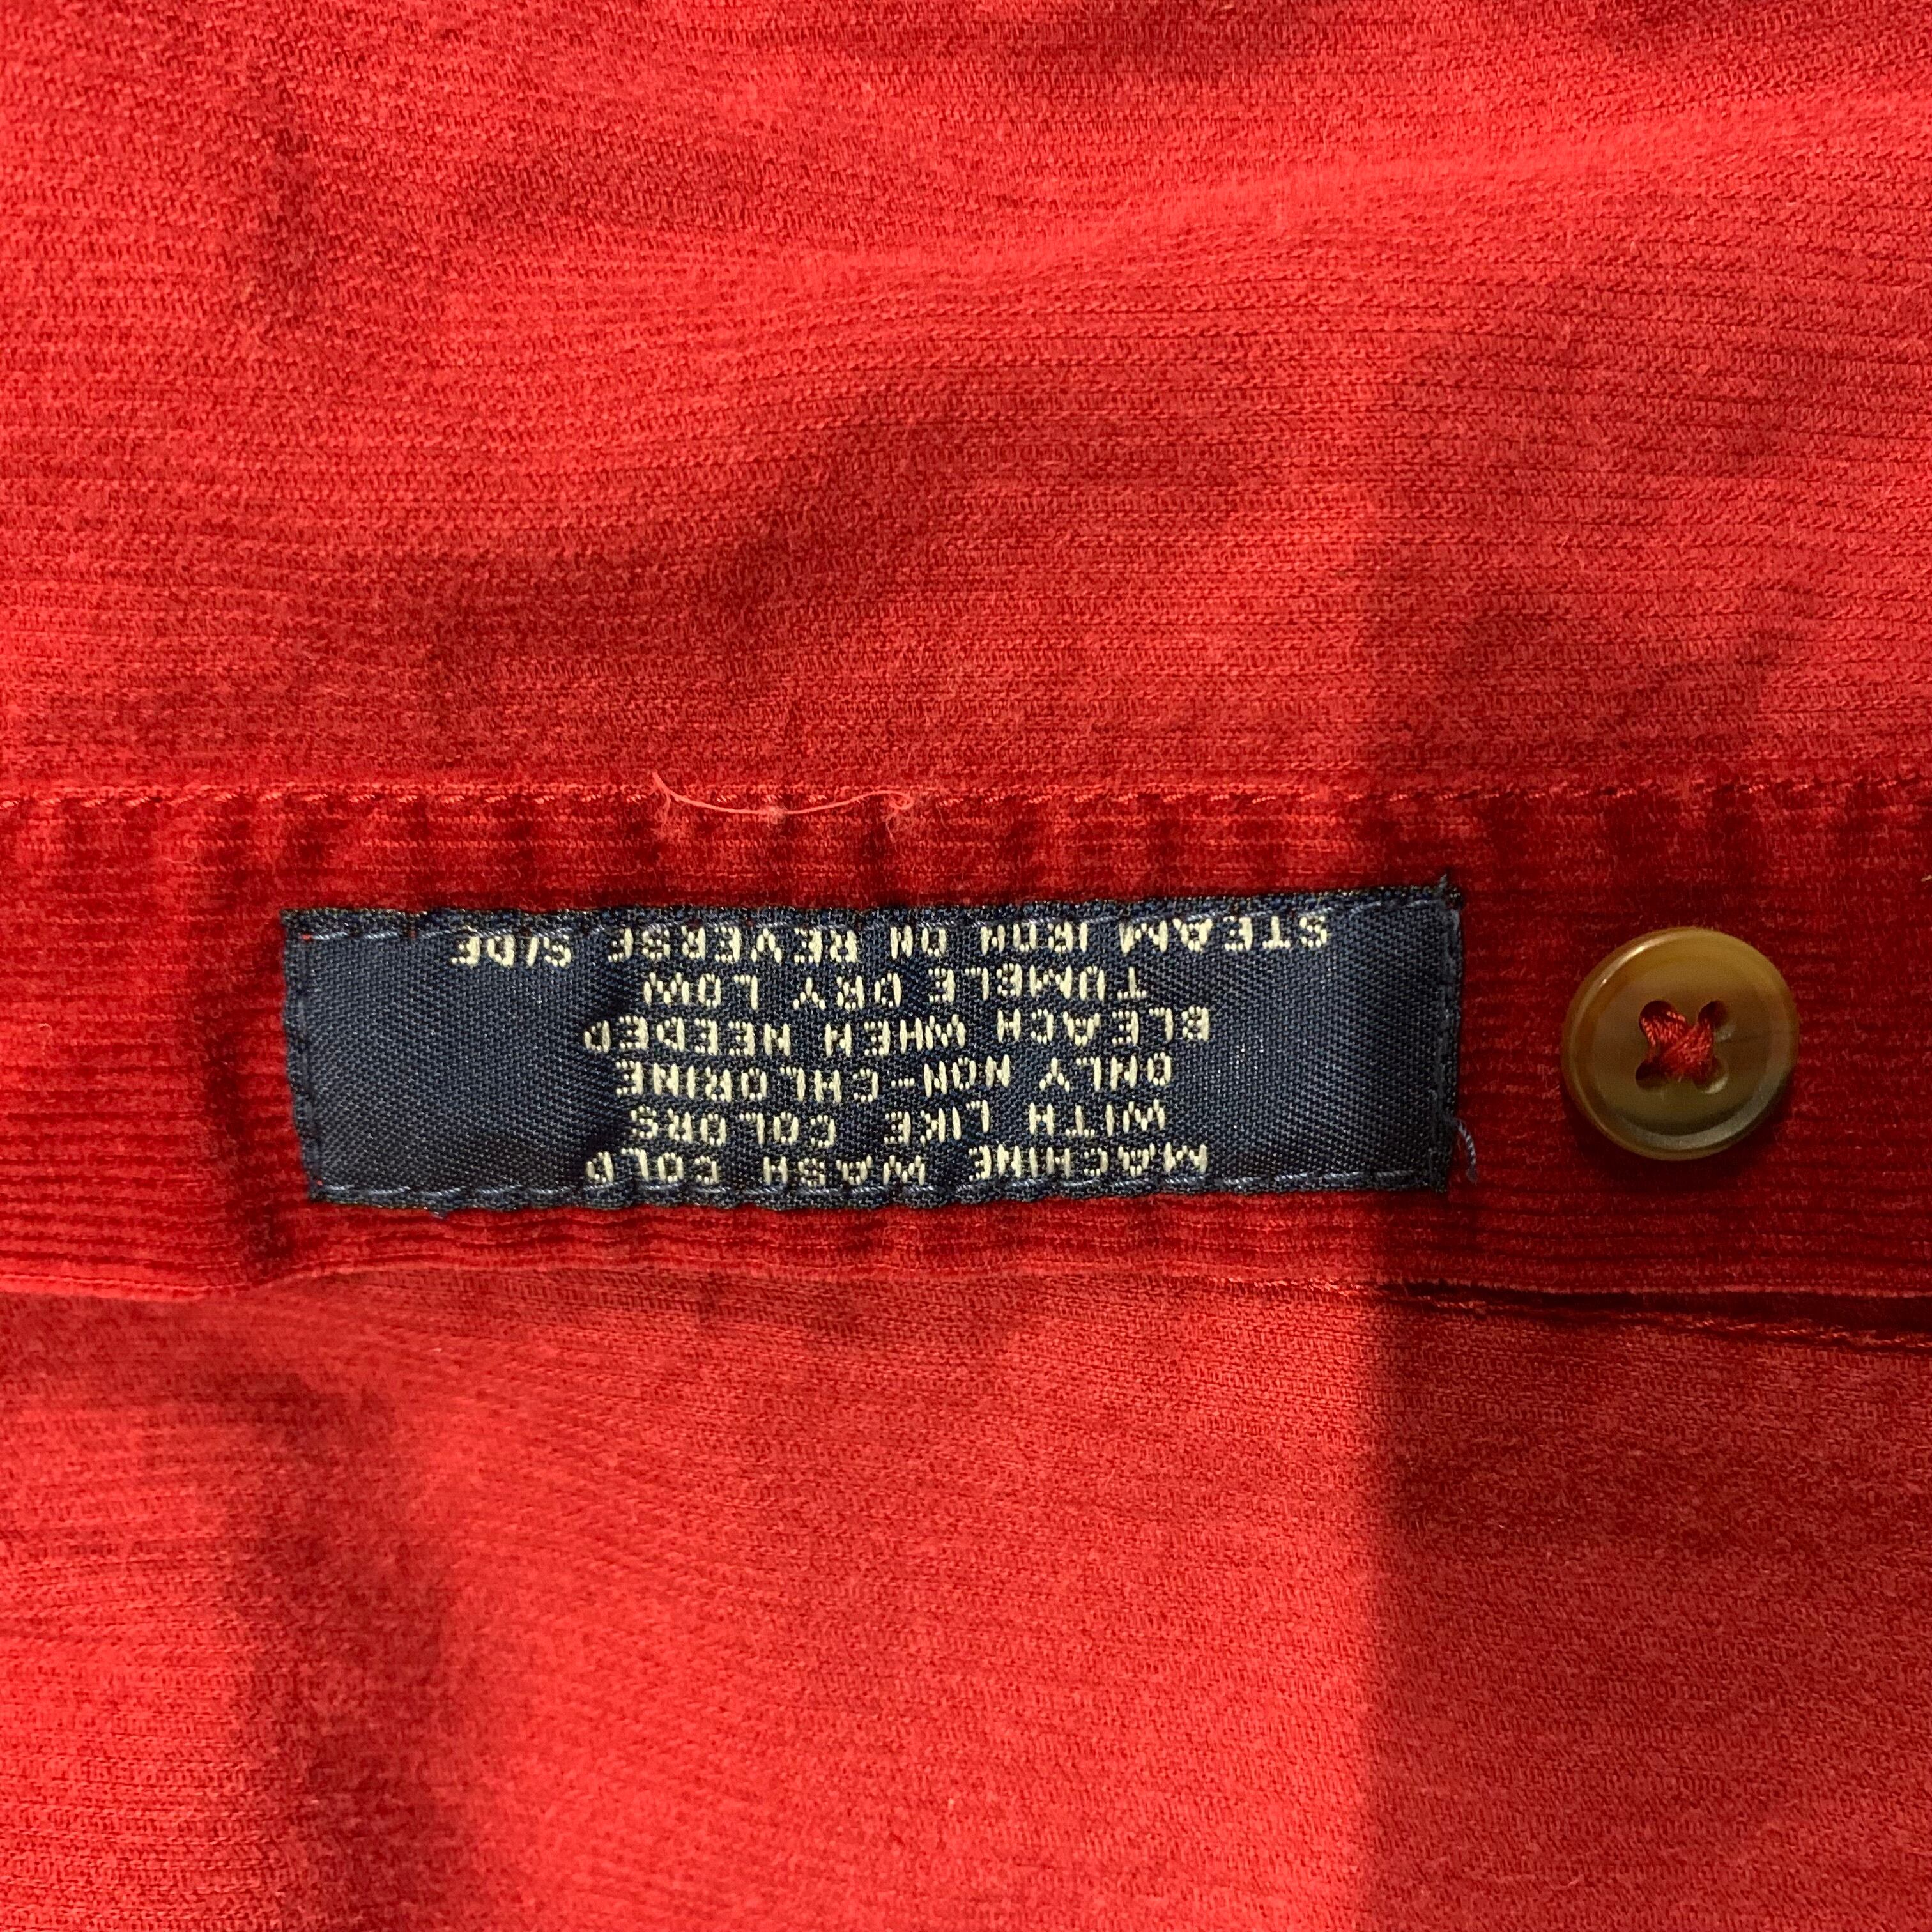 MACHINE WASH COLD
WITH LIKE COLORS
ONLY NON-CHLORINE
BLEACH WHEN NEEDED
TUMBLE DRY LOW
STEAM IRON ON REVERSE SIDE